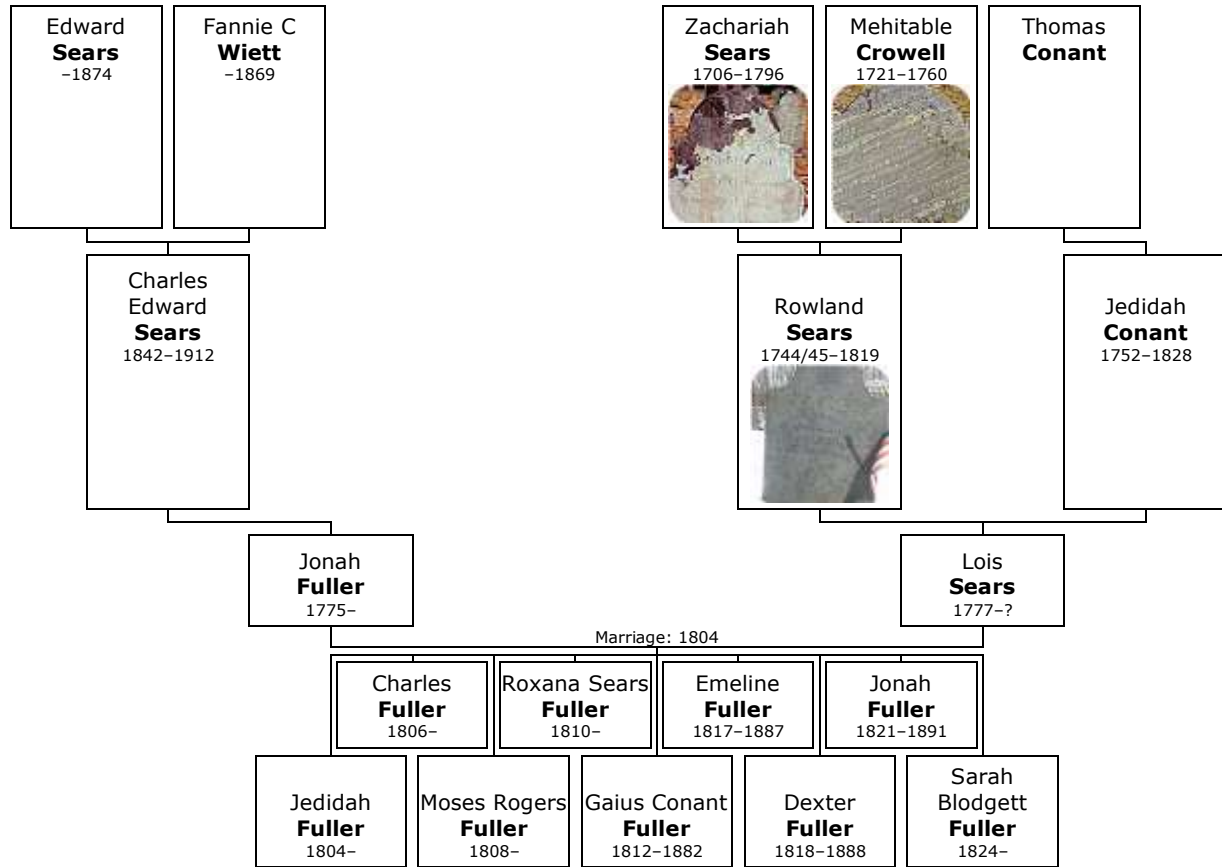 Edward
Sears
–1874
Fannie C
Wiett
–1869
Zachariah
Sears
1706–1796
Mehitable
Crowell
1721–1760
Thomas
Conant
Charles
Edward
Sears
1842–1912
Rowland
Sears
1744/45–1819
Jedidah
Conant
1752–1828
Jonah
Fuller
1775–
Lois
Sears
1777–?
Marriage: 1804
Charles
Fuller
1806–
Roxana Sears
Fuller
1810–
Emeline
Fuller
1817–1887
Jonah
Fuller
1821–1891
Jedidah
Fuller
1804–
Moses Rogers
Fuller
1808–
Gaius Conant
Fuller
1812–1882
Dexter
Fuller
1818–1888
Sarah
Blodgett
Fuller
1824–